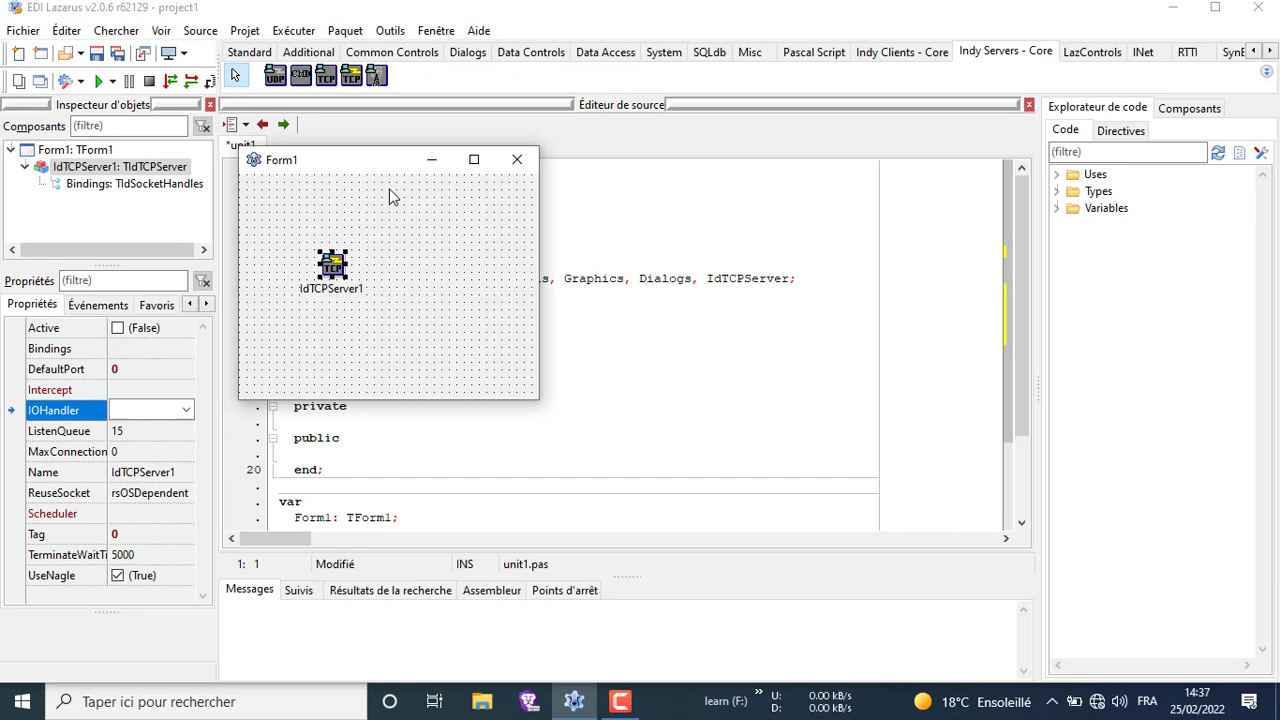 EDI Lazarus v2.0.6 r62129 - project1
Fichier Éditer Chercher Voir Source Projet Exécuter Paquet Outils Fenêtre Aide
Standard Additional Common Controls Dialogs Data Controls Data Access System SQLdb Misc Pascal Script Indy Clients - Core Indy Servers - Core LazControls INet RTTI SynE
UDP CMD TCP TCP
Inspecteur d'objets
Éditeur de source
Explorateur de code Composants
Composants (filtre)
Code Directives
(filtre)
Form1: TForm1
IdTCPServer1: TIdTCPServer
Bindings: TIdSocketHandles
*unit1
Form1
TCP
IdTCPServer1
Uses
Types
Variables
s, Graphics, Dialogs, IdTCPServer;
private
public
20 end;
var
Form1: TForm1;
Propriétés (filtre)
Propriétés Événements Favoris
Active (False)
Bindings
DefaultPort 0
Intercept
IOHandler
ListenQueue 15
MaxConnection 0
Name IdTCPServer1
ReuseSocket rsOSDependent
Scheduler
Tag 0
TerminateWaitTi 5000
UseNagle (True)
1: 1 Modifié INS unit1.pas
Messages Suivis Résultats de la recherche Assembleur Points d'arrêt
Taper ici pour rechercher
learn (F:)
U: 0.00 kB/s
D: 0.00 kB/s
18°C Ensoleillé
FRA
14:37
25/02/2022